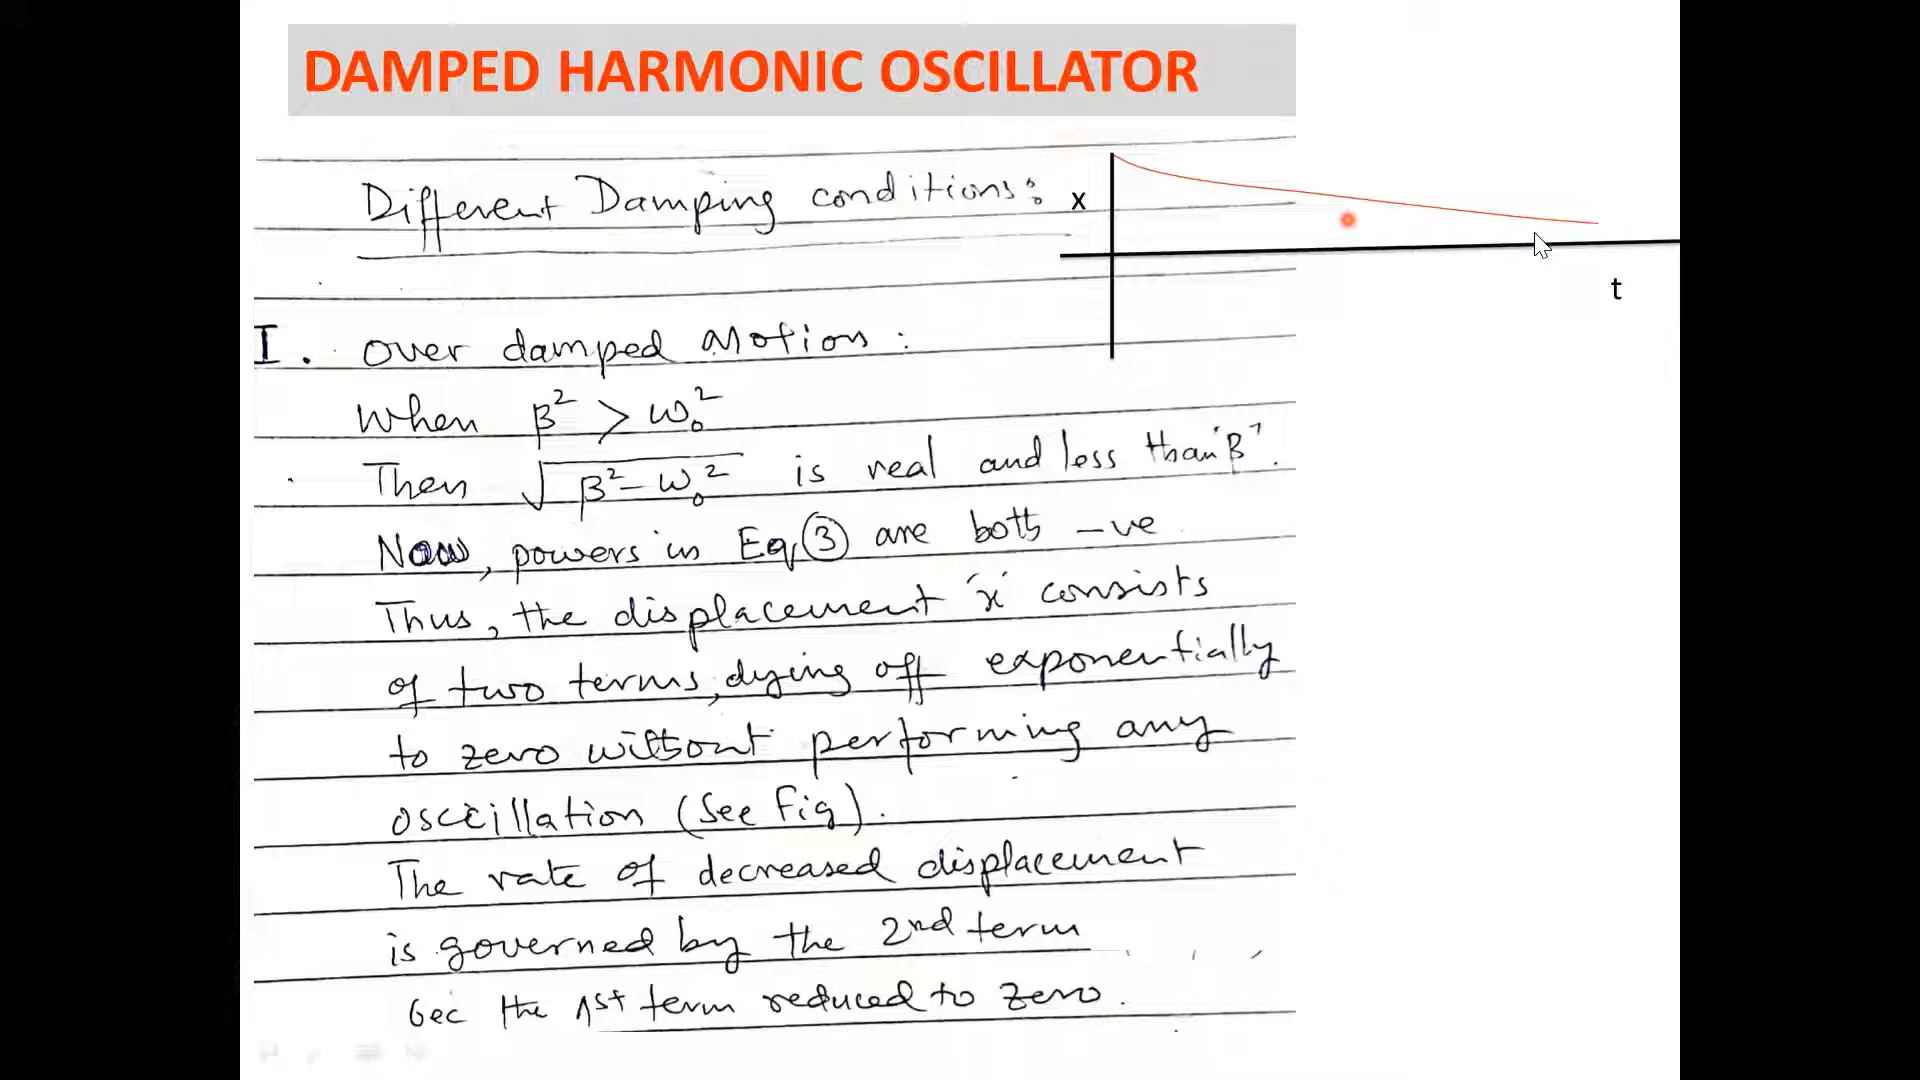 DAMPED HARMONIC OSCILLATOR
Different Damping conditions:
x
t
I. over damped Motion:
When β² > ω₀²
Then √β²-ω₀² is real and less than 'β'.
Now, powers in Eq. ③ are both -ve
Thus, the displacement 'x' consists
of two terms, dying off exponentially
to zero without performing any
oscillation (See Fig).
The rate of decreased displacement
is governed by the 2nd term
bec the 1st term reduced to zero.